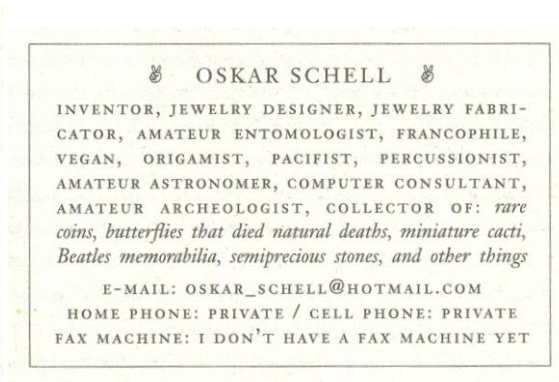 ✌ OSKAR SCHELL ✌
INVENTOR, JEWELRY DESIGNER, JEWELRY FABRI-
CATOR, AMATEUR ENTOMOLOGIST, FRANCOPHILE,
VEGAN, ORIGAMIST, PACIFIST, PERCUSSIONIST,
AMATEUR ASTRONOMER, COMPUTER CONSULTANT,
AMATEUR ARCHEOLOGIST, COLLECTOR OF: rare
coins, butterflies that died natural deaths, miniature cacti,
Beatles memorabilia, semiprecious stones, and other things
E-MAIL: OSKAR_SCHELL@HOTMAIL.COM
HOME PHONE: PRIVATE / CELL PHONE: PRIVATE
FAX MACHINE: I DON'T HAVE A FAX MACHINE YET